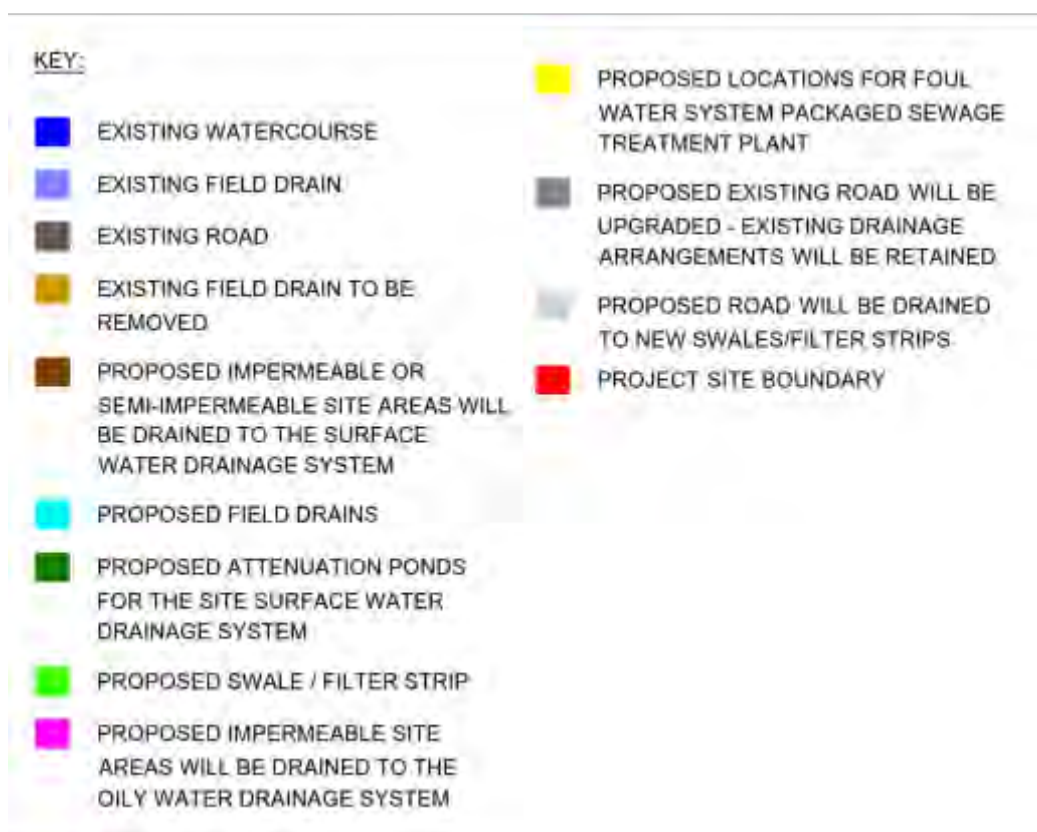 KEY:
EXISTING WATERCOURSE
EXISTING FIELD DRAIN
EXISTING ROAD
EXISTING FIELD DRAIN TO BE
REMOVED
PROPOSED IMPERMEABLE OR
SEMI-IMPERMEABLE SITE AREAS WILL
BE DRAINED TO THE SURFACE
WATER DRAINAGE SYSTEM
PROPOSED FIELD DRAINS
PROPOSED ATTENUATION PONDS
FOR THE SITE SURFACE WATER
DRAINAGE SYSTEM
PROPOSED SWALE / FILTER STRIP
PROPOSED IMPERMEABLE SITE
AREAS WILL BE DRAINED TO THE
OILY WATER DRAINAGE SYSTEM
PROPOSED LOCATIONS FOR FOUL
WATER SYSTEM PACKAGED SEWAGE
TREATMENT PLANT
PROPOSED EXISTING ROAD WILL BE
UPGRADED - EXISTING DRAINAGE
ARRANGEMENTS WILL BE RETAINED
PROPOSED ROAD WILL BE DRAINED
TO NEW SWALES/FILTER STRIPS
PROJECT SITE BOUNDARY